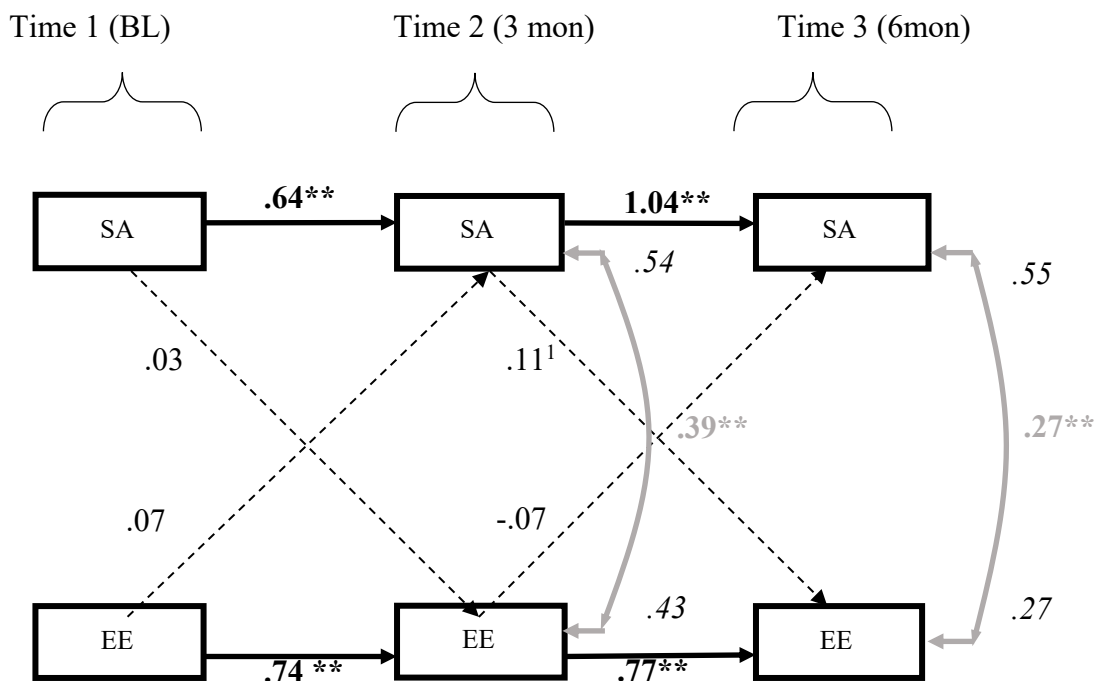 Time 1 (BL) Time 2 (3 mon) Time 3 (6mon)
.64** 1.04**
SA SA SA
.54 .55
.03 .11¹
.39** .27**
.07 -.07
.43 .27
EE EE EE
.74 ** .77**